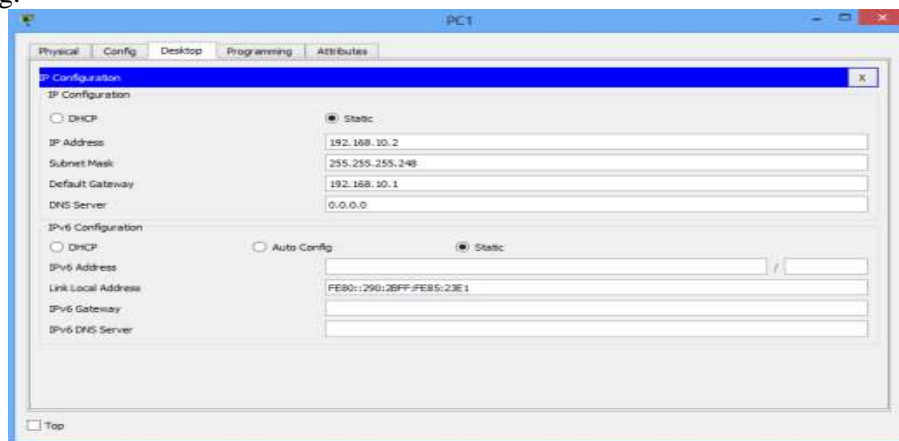 g.
PC1
Physical Config Desktop Programming Attributes
IP Configuration X
IP Configuration
DHCP Static
IP Address 192.168.10.2
Subnet Mask 255.255.255.248
Default Gateway 192.168.10.1
DNS Server 0.0.0.0
IPv6 Configuration
DHCP Auto Config Static
IPv6 Address /
Link Local Address FE80::290:2BFF:FE85:23E1
IPv6 Gateway
IPv6 DNS Server
Top